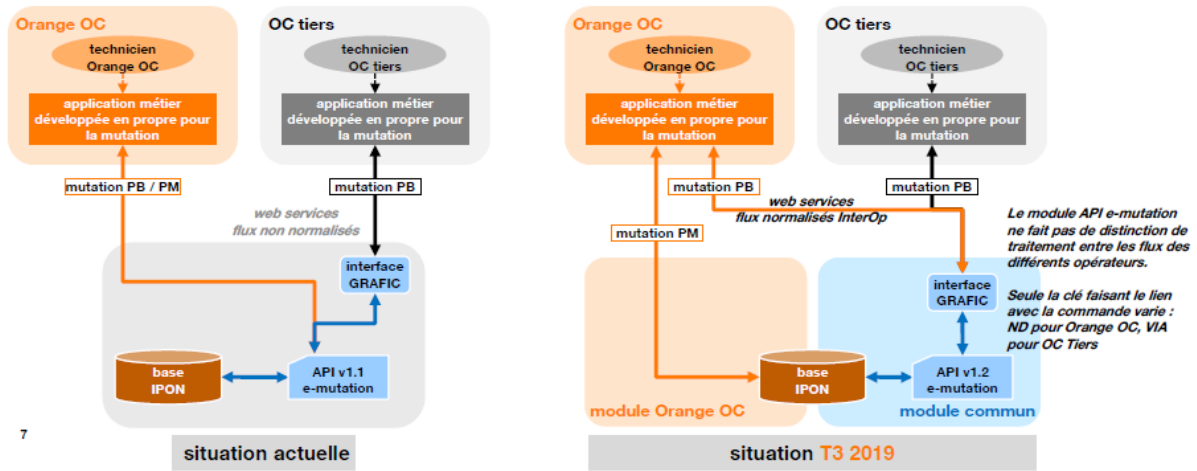 Orange OC
technicien
Orange OC
application métier
développée en propre pour
la mutation
OC tiers
technicien
OC tiers
application métier
développée en propre pour
la mutation
mutation PB / PM
mutation PB
web services
flux non normalisés
interface
GRAFIC
base
IPON
API v1.1
e-mutation
7
situation actuelle
Orange OC
technicien
Orange OC
application métier
développée en propre pour
la mutation
OC tiers
technicien
OC tiers
application métier
développée en propre pour
la mutation
mutation PB
mutation PB
web services
flux normalisés InterOp
mutation PM
Le module API e-mutation
ne fait pas de distinction de
traitement entre les flux des
différents opérateurs.
Seule la clé faisant le lien
avec la commande varie :
ND pour Orange OC, VIA
pour OC Tiers
interface
GRAFIC
base
IPON
API v1.2
e-mutation
module Orange OC
module commun
situation T3 2019